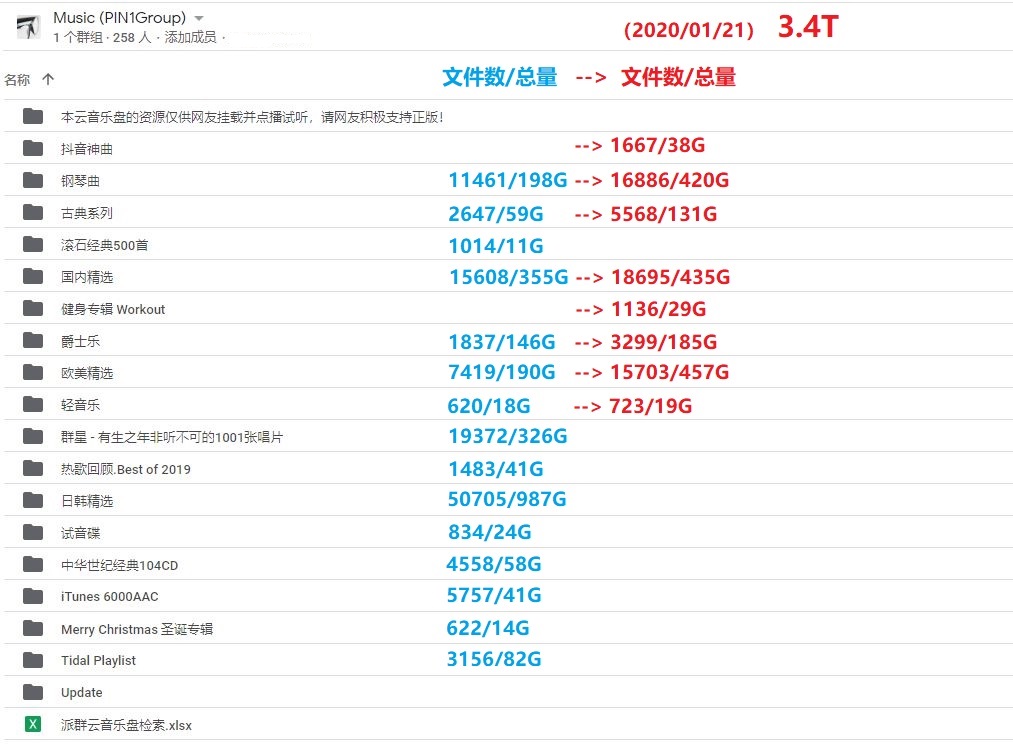 Music (PIN1Group)
(2020/01/21) 3.4T
1 个群组 · 258 人 · 添加成员 ·
名称 ↑ 文件数/总量 --> 文件数/总量
本云音乐盘的资源仅供网友挂载并点播试听，请网友积极支持正版!
抖音神曲 --> 1667/38G
钢琴曲 11461/198G --> 16886/420G
古典系列 2647/59G --> 5568/131G
滚石经典500首 1014/11G
国内精选 15608/355G --> 18695/435G
健身专辑 Workout --> 1136/29G
爵士乐 1837/146G --> 3299/185G
欧美精选 7419/190G --> 15703/457G
轻音乐 620/18G --> 723/19G
群星 - 有生之年非听不可的1001张唱片 19372/326G
热歌回顾.Best of 2019 1483/41G
日韩精选 50705/987G
试音碟 834/24G
中华世纪经典104CD 4558/58G
iTunes 6000AAC 5757/41G
Merry Christmas 圣诞专辑 622/14G
Tidal Playlist 3156/82G
Update
X 派群云音乐盘检索.xlsx